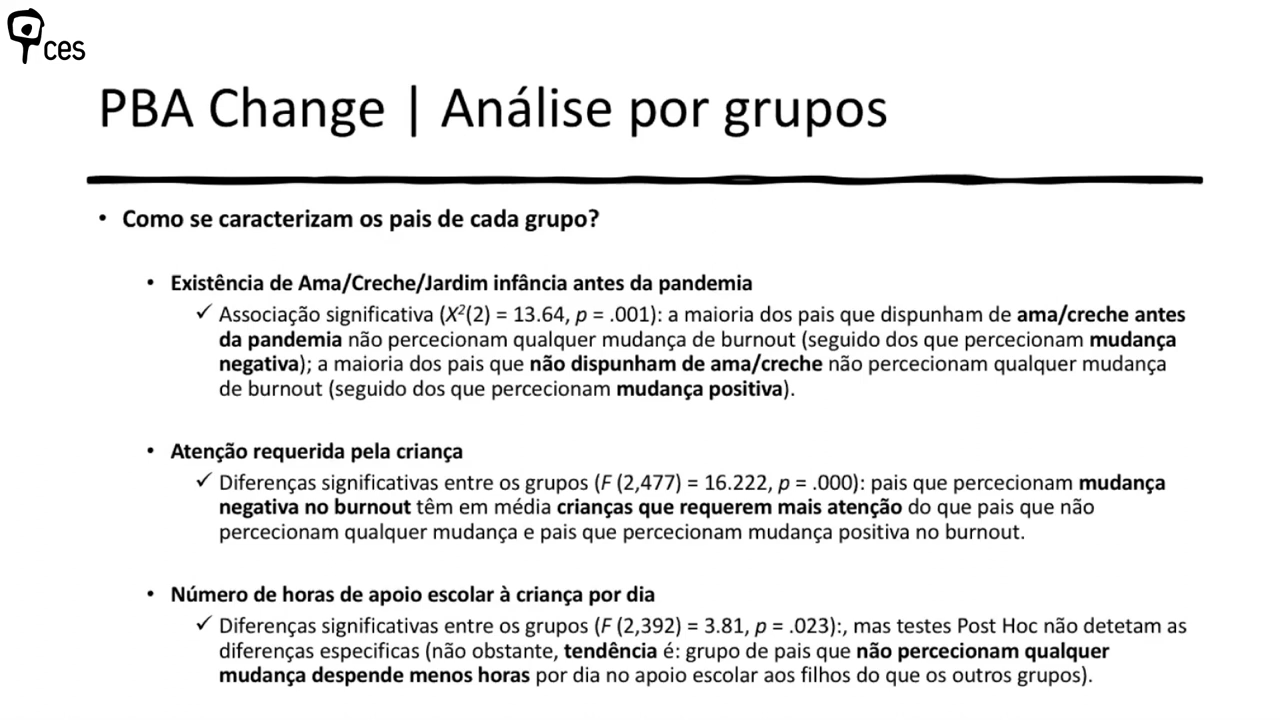 ces
PBA Change | Análise por grupos
• Como se caracterizam os pais de cada grupo?
• Existência de Ama/Creche/Jardim infância antes da pandemia
✓ Associação significativa (X²(2) = 13.64, p = .001): a maioria dos pais que dispunham de ama/creche antes
da pandemia não percecionam qualquer mudança de burnout (seguido dos que percecionam mudança
negativa); a maioria dos pais que não dispunham de ama/creche não percecionam qualquer mudança
de burnout (seguido dos que percecionam mudança positiva).
• Atenção requerida pela criança
✓ Diferenças significativas entre os grupos (F (2,477) = 16.222, p = .000): pais que percecionam mudança
negativa no burnout têm em média crianças que requerem mais atenção do que pais que não
percecionam qualquer mudança e pais que percecionam mudança positiva no burnout.
• Número de horas de apoio escolar à criança por dia
✓ Diferenças significativas entre os grupos (F (2,392) = 3.81, p = .023):, mas testes Post Hoc não detetam as
diferenças especificas (não obstante, tendência é: grupo de pais que não percecionam qualquer
mudança despende menos horas por dia no apoio escolar aos filhos do que os outros grupos).